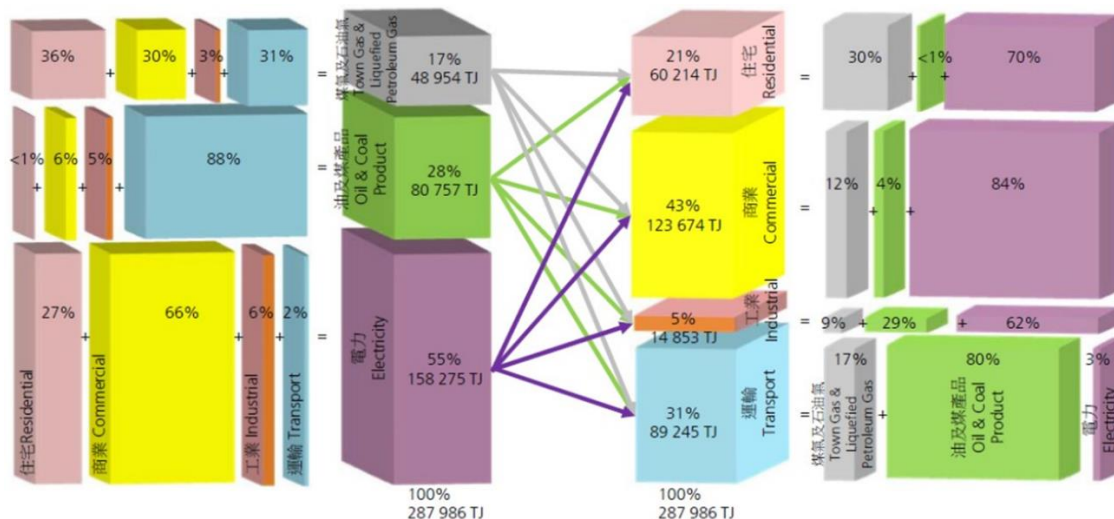 36%
+
30%
+
3%
+
31%
=
煤氣及石油氣
Town Gas &
Liquefied
Petroleum Gas
17%
48 954 TJ
21%
60 214 TJ
住宅
Residential
=
30%
+
<1%
+
70%
<1%
+
6%
+
5%
+
88%
=
油及煤產品
Oil & Coal
Product
28%
80 757 TJ
43%
123 674 TJ
商業
Commercial
=
12%
+
4%
+
84%
27%
+
66%
+
6%
+
2%
=
電力
Electricity
55%
158 275 TJ
5%
14 853 TJ
工業
Industrial
=
9%
+
29%
+
62%
住宅Residential
商業 Commercial
工業 Industrial
運輸 Transport
31%
89 245 TJ
運輸
Transport
=
17%
煤氣及石油氣
Town Gas &
Liquefied
Petroleum Gas
+
80%
油及煤產品
Oil & Coal
Product
+
3%
電力
Electricity
100%
287 986 TJ
100%
287 986 TJ